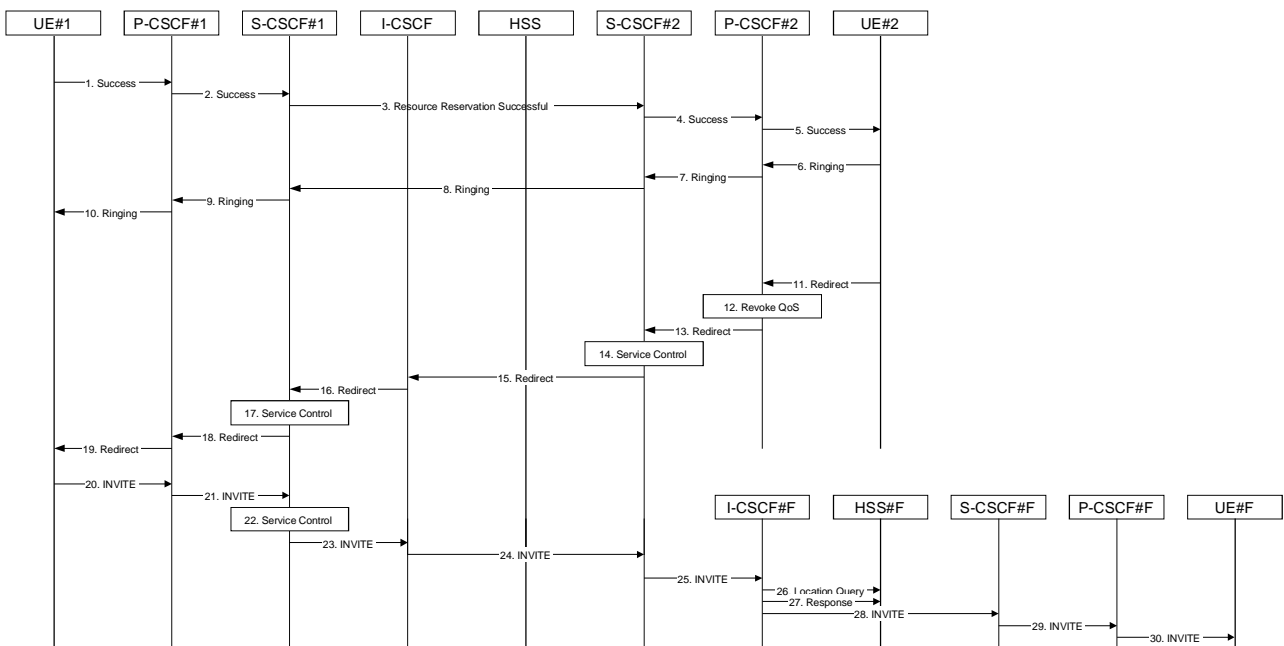 UE#1
P-CSCF#1
S-CSCF#1
I-CSCF
HSS
S-CSCF#2
P-CSCF#2
UE#2
1. Success
2. Success
3. Resource Reservation Successful
4. Success
5. Success
6. Ringing
7. Ringing
8. Ringing
9. Ringing
10. Ringing
11. Redirect
12. Revoke QoS
13. Redirect
14. Service Control
15. Redirect
16. Redirect
17. Service Control
18. Redirect
19. Redirect
20. INVITE
21. INVITE
22. Service Control
23. INVITE
24. INVITE
I-CSCF#F
HSS#F
S-CSCF#F
P-CSCF#F
UE#F
25. INVITE
26. Location Query
27. Response
28. INVITE
29. INVITE
30. INVITE